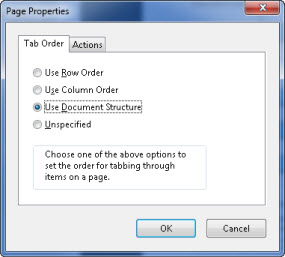 Page Properties
Tab Order Actions
Use Row Order
Use Column Order
Use Document Structure
Unspecified
Choose one of the above options to
set the order for tabbing through
items on a page.
OK Cancel